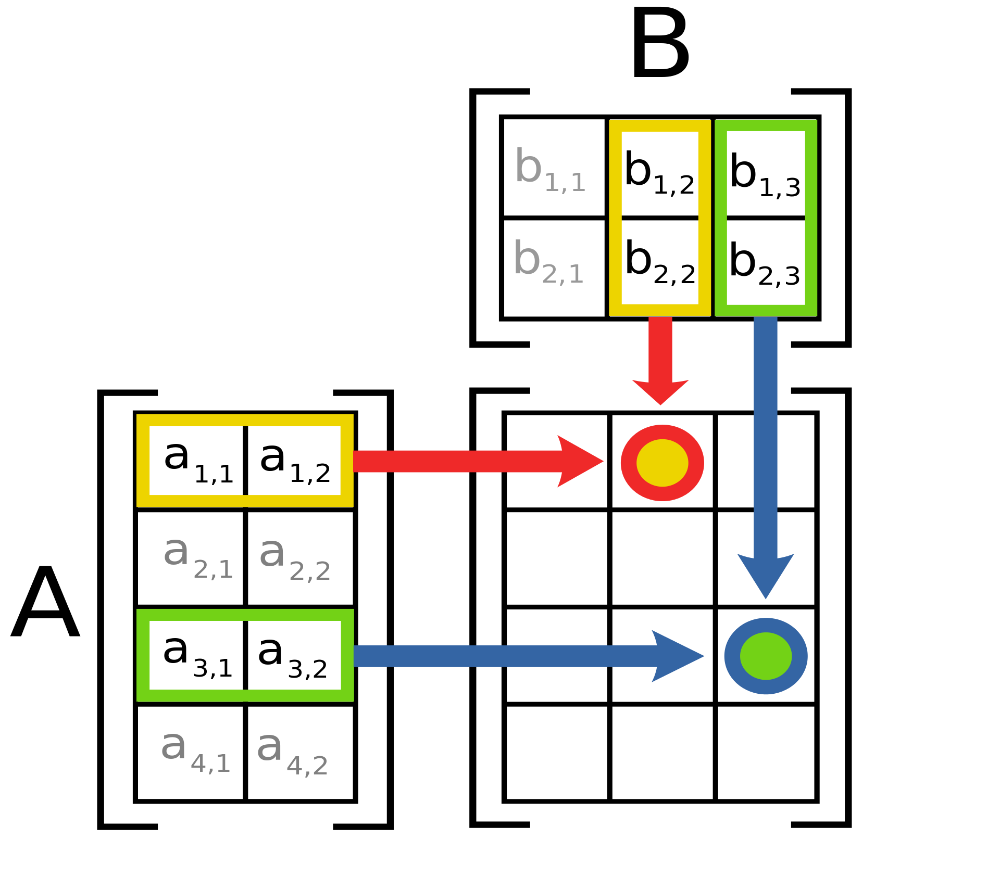 B
b1,1 b1,2 b1,3
b2,1 b2,2 b2,3
A
a1,1 a1,2
a2,1 a2,2
a3,1 a3,2
a4,1 a4,2